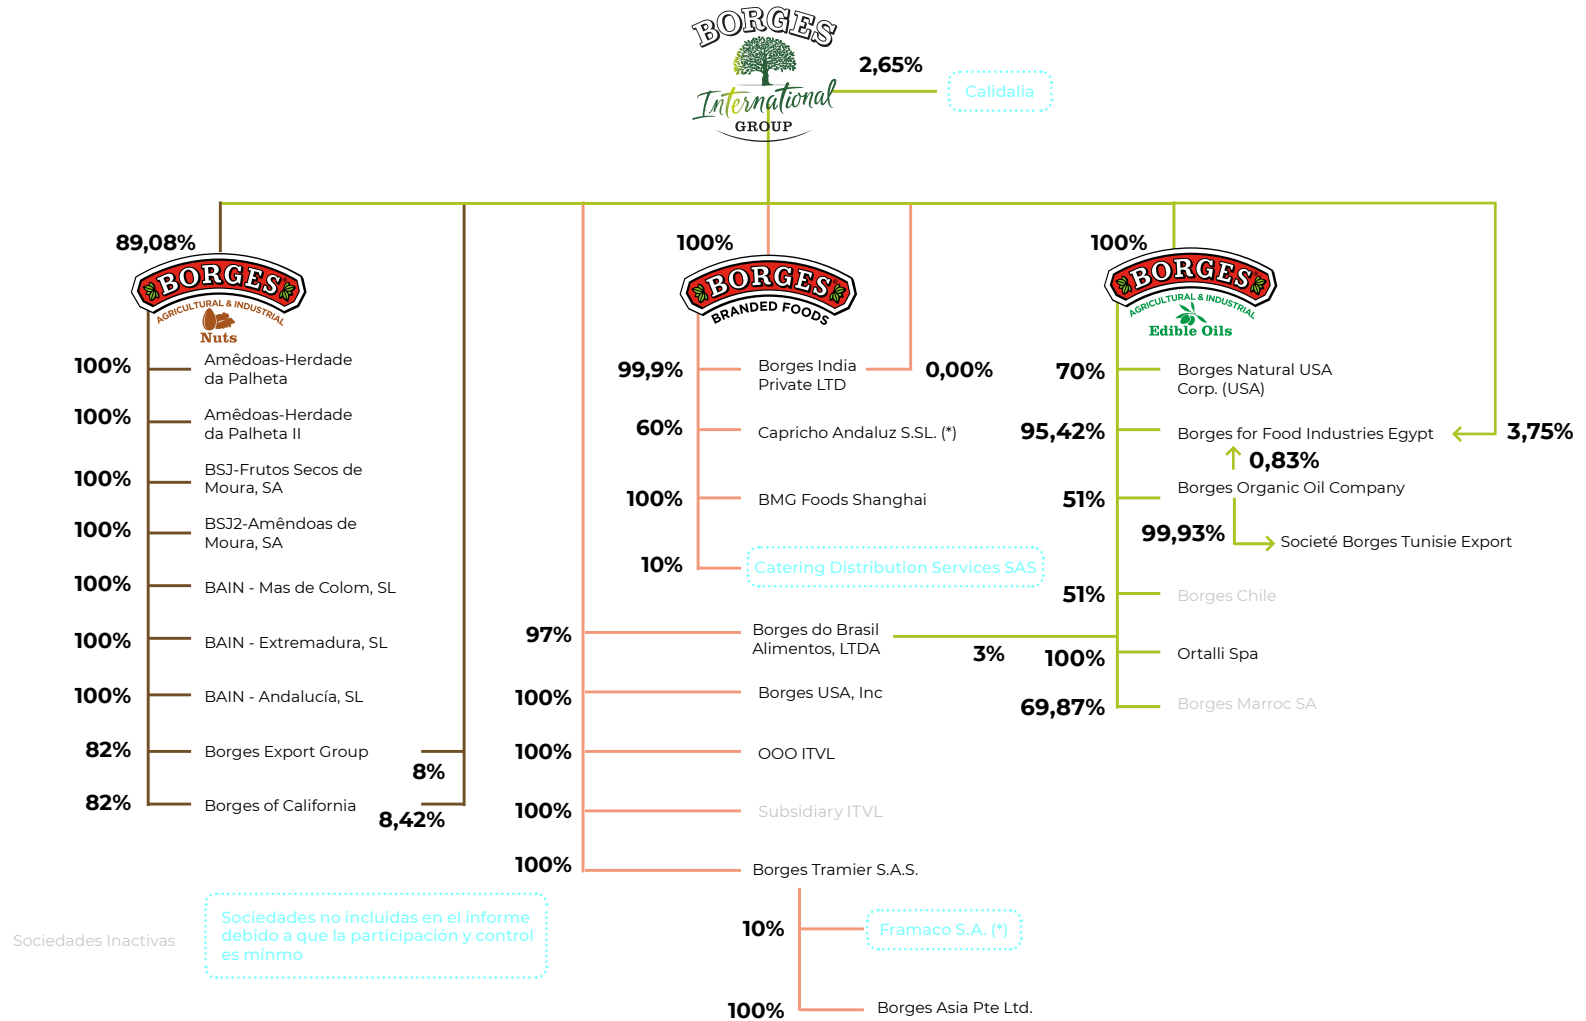 BORGES
International
GROUP
2,65%
Calidalia
89,08%
BORGES
AGRICULTURAL & INDUSTRIAL
Nuts
100%
Amêdoas-Herdade
da Palheta
100%
Amêdoas-Herdade
da Palheta II
100%
BSJ-Frutos Secos de
Moura, SA
100%
BSJ2-Amêndoas de
Moura, SA
100%
BAIN - Mas de Colom, SL
100%
BAIN - Extremadura, SL
100%
BAIN - Andalucía, SL
82%
Borges Export Group
8%
82%
Borges of California
8,42%
100%
BORGES
BRANDED FOODS
99,9%
Borges India
Private LTD
0,00%
60%
Capricho Andaluz S.SL. (*)
100%
BMG Foods Shanghai
10%
Catering Distribution Services SAS
97%
Borges do Brasil
Alimentos, LTDA
3%
100%
Borges USA, Inc
100%
OOO ITVL
100%
Subsidiary ITVL
100%
Borges Tramier S.A.S.
10%
Framaco S.A. (*)
100%
Borges Asia Pte Ltd.
100%
BORGES
AGRICULTURAL & INDUSTRIAL
Edible Oils
70%
Borges Natural USA
Corp. (USA)
95,42%
Borges for Food Industries Egypt
3,75%
0,83%
51%
Borges Organic Oil Company
99,93%
Societé Borges Tunisie Export
51%
Borges Chile
100%
Ortalli Spa
69,87%
Borges Marroc SA
Sociedades Inactivas
Sociedades no incluidas en el informe
debido a que la participación y control
es mínmo